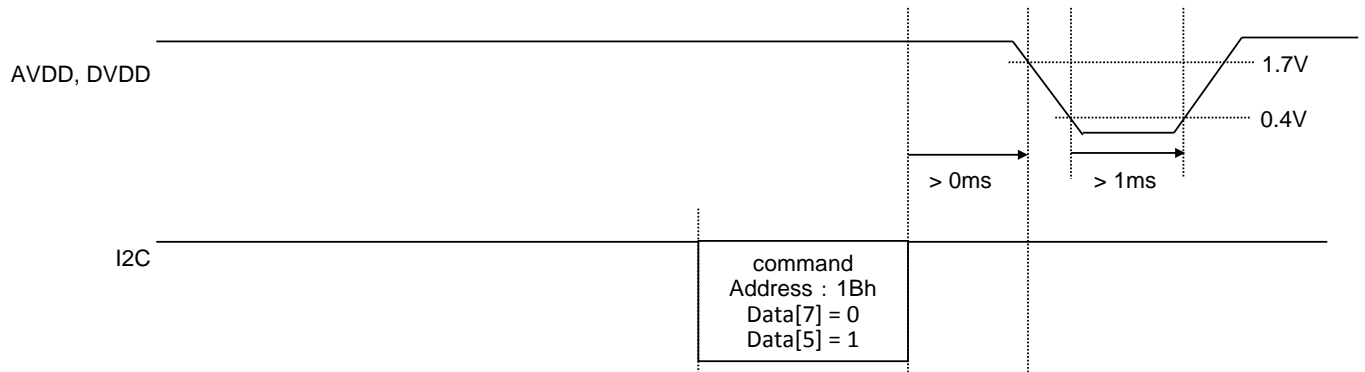 AVDD, DVDD
1.7V
0.4V
> 0ms
> 1ms
I2C
command
Address：1Bh
Data[7] = 0
Data[5] = 1